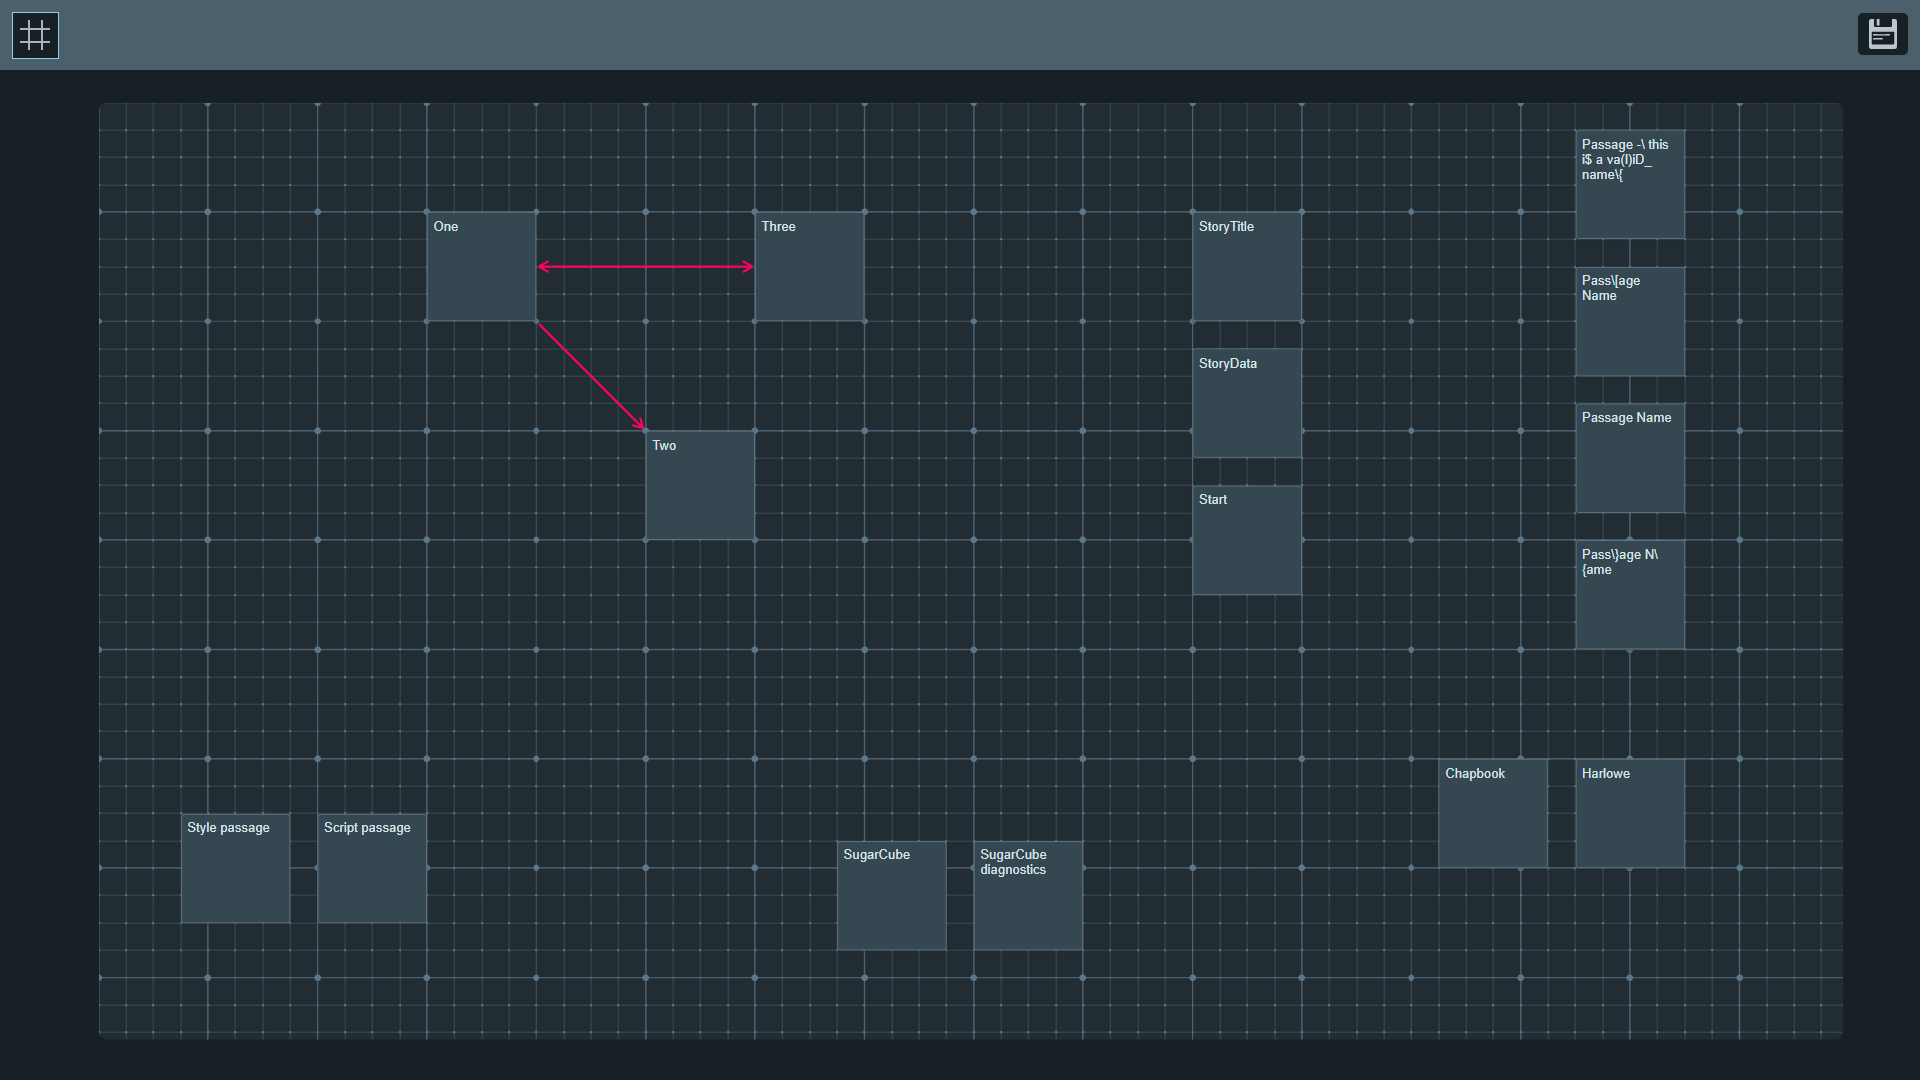 Passage -\ this
i$ a va(l)iD_
name\{
One
Three
StoryTitle
Pass\[age
Name
StoryData
Passage Name
Two
Start
Pass\}age N\
{ame
Chapbook
Harlowe
Style passage
Script passage
SugarCube
SugarCube
diagnostics